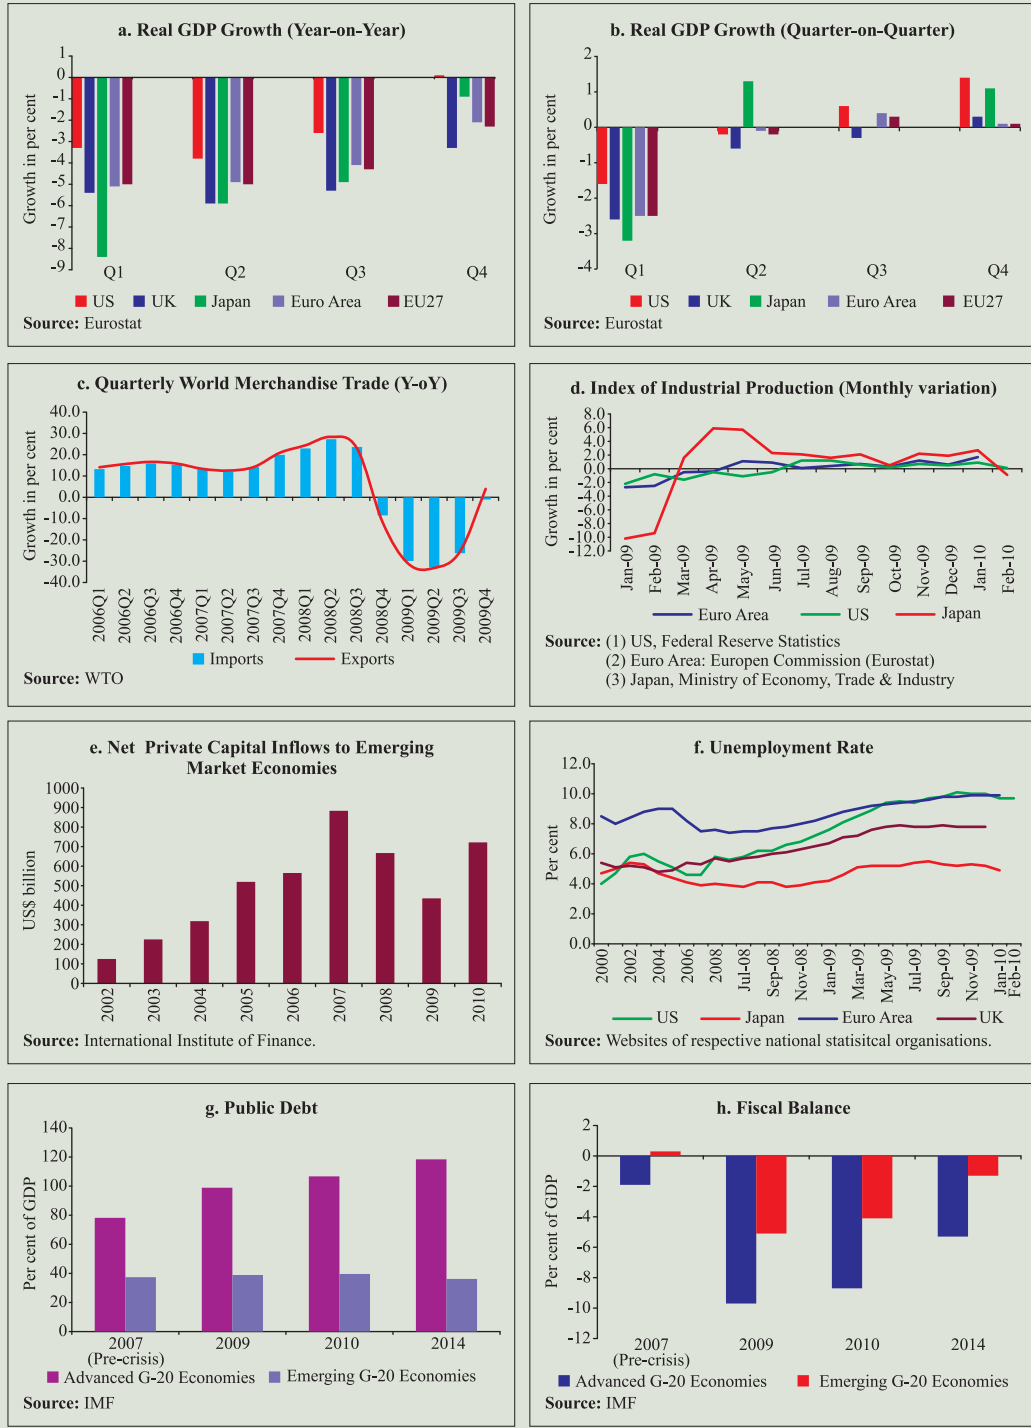 a. Real GDP Growth (Year-on-Year)
Growth in per cent
1
0
-1
-2
-3
-4
-5
-6
-7
-8
-9
Q1 Q2 Q3 Q4
US UK Japan Euro Area EU27
Source: Eurostat
b. Real GDP Growth (Quarter-on-Quarter)
Growth in per cent
2
1
0
-1
-2
-3
-4
Q1 Q2 Q3 Q4
US UK Japan Euro Area EU27
Source: Eurostat
c. Quarterly World Merchandise Trade (Y-oY)
Growth in per cent
40.0
30.0
20.0
10.0
0.0
-10.0
-20.0
-30.0
-40.0
2006Q1 2006Q2 2006Q3 2006Q4 2007Q1 2007Q2 2007Q3 2007Q4 2008Q1 2008Q2 2008Q3 2008Q4 2009Q1 2009Q2 2009Q3 2009Q4
Imports Exports
Source: WTO
d. Index of Industrial Production (Monthly variation)
Growth in per cent
8.0
6.0
4.0
2.0
0.0
-2.0
-4.0
-6.0
-8.0
-10.0
-12.0
Jan-09 Feb-09 Mar-09 Apr-09 May-09 Jun-09 Jul-09 Aug-09 Sep-09 Oct-09 Nov-09 Dec-09 Jan-10 Feb-10
Euro Area US Japan
Source: (1) US, Federal Reserve Statistics
(2) Euro Area: Europen Commission (Eurostat)
(3) Japan, Ministry of Economy, Trade & Industry
e. Net Private Capital Inflows to Emerging
Market Economies
US$ billion
1000
900
800
700
600
500
400
300
200
100
0
2002 2003 2004 2005 2006 2007 2008 2009 2010
Source: International Institute of Finance.
f. Unemployment Rate
Per cent
12.0
10.0
8.0
6.0
4.0
2.0
0.0
2000 2002 2004 2006 2008 Jul-08 Sep-08 Nov-08 Jan-09 Mar-09 May-09 Jul-09 Sep-09 Nov-09 Jan-10 Feb-10
US Japan Euro Area UK
Source: Websites of respective national statisitcal organisations.
g. Public Debt
Per cent of GDP
140
120
100
80
60
40
20
0
2007 2009 2010 2014
(Pre-crisis)
Advanced G-20 Economies Emerging G-20 Economies
Source: IMF
h. Fiscal Balance
Per cent of GDP
2
0
-2
-4
-6
-8
-10
-12
2007 2009 2010 2014
(Pre-crisis)
Advanced G-20 Economies Emerging G-20 Economies
Source: IMF